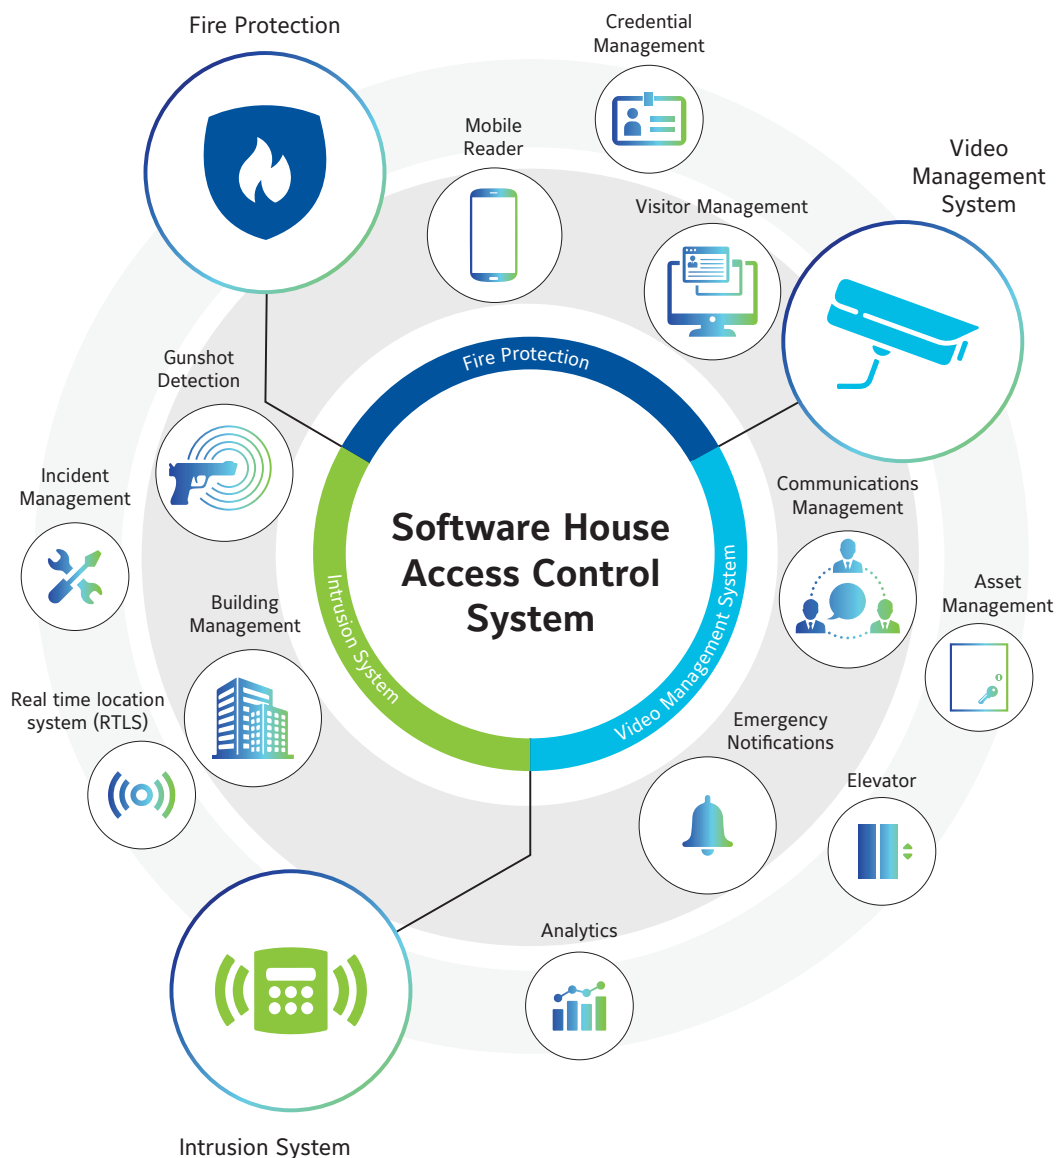 Fire Protection
Credential
Management
Mobile
Reader
Video
Management
System
Visitor Management
Gunshot
Detection
Fire Protection
Incident
Management
Communications
Management
Software House
Access Control
System
Intrusion System
Video Management System
Asset
Management
Building
Management
Real time location
system (RTLS)
Emergency
Notifications
Elevator
Analytics
Intrusion System